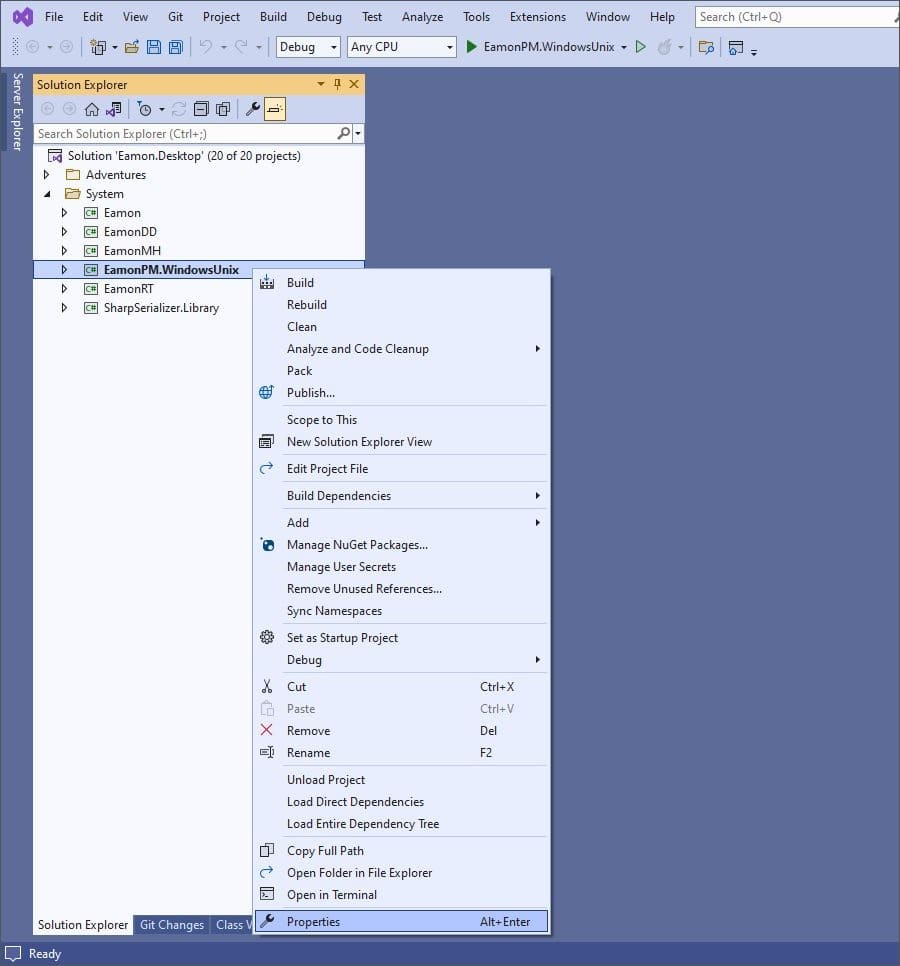 File Edit View Git Project Build Debug Test Analyze Tools Extensions Window Help Search (Ctrl+Q)
Debug Any CPU EamonPM.WindowsUnix
Server Explorer
Solution Explorer
Search Solution Explorer (Ctrl+;)
Solution 'Eamon.Desktop' (20 of 20 projects)
Adventures
System
C# Eamon
C# EamonDD
C# EamonMH
C# EamonPM.WindowsUnix
C# EamonRT
C# SharpSerializer.Library
Build
Rebuild
Clean
Analyze and Code Cleanup
Pack
Publish...
Scope to This
New Solution Explorer View
Edit Project File
Build Dependencies
Add
Manage NuGet Packages...
Manage User Secrets
Remove Unused References...
Sync Namespaces
Set as Startup Project
Debug
Cut Ctrl+X
Paste Ctrl+V
Remove Del
Rename F2
Unload Project
Load Direct Dependencies
Load Entire Dependency Tree
Copy Full Path
Open Folder in File Explorer
Open in Terminal
Properties Alt+Enter
Solution Explorer Git Changes Class V
Ready